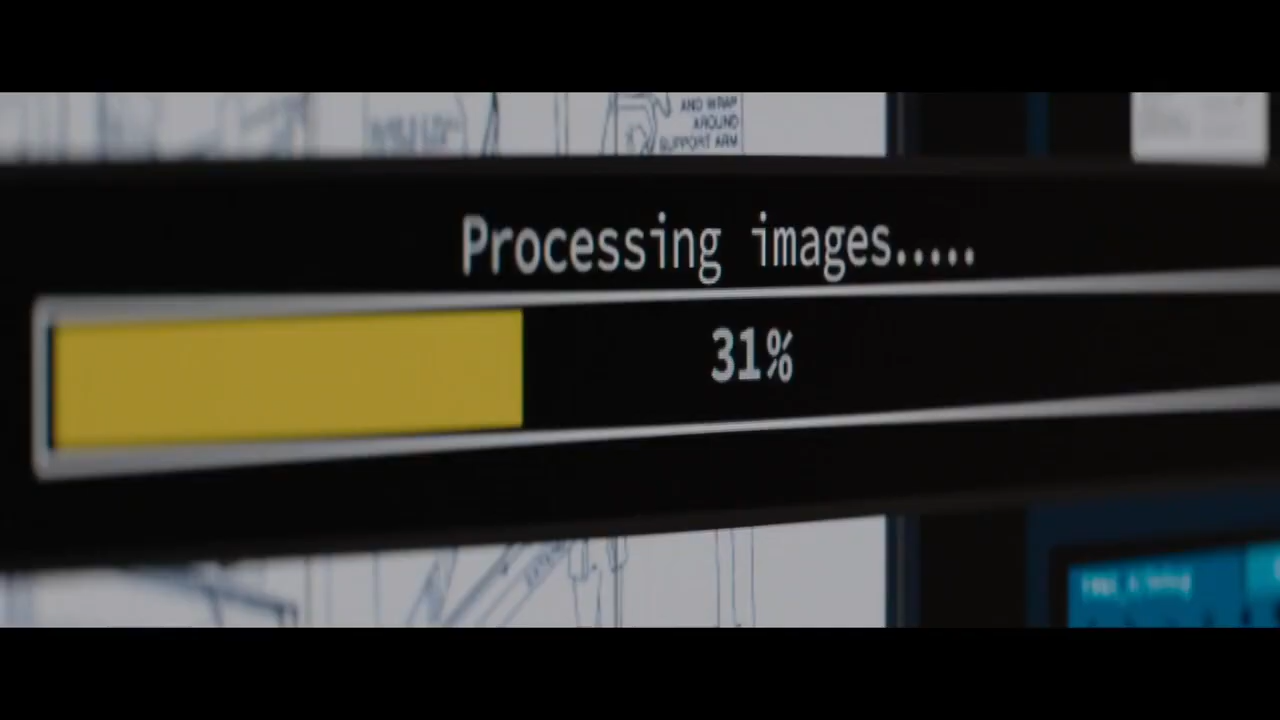 AND WRAP
AROUND
SUPPORT ARM
Processing images.....
31%